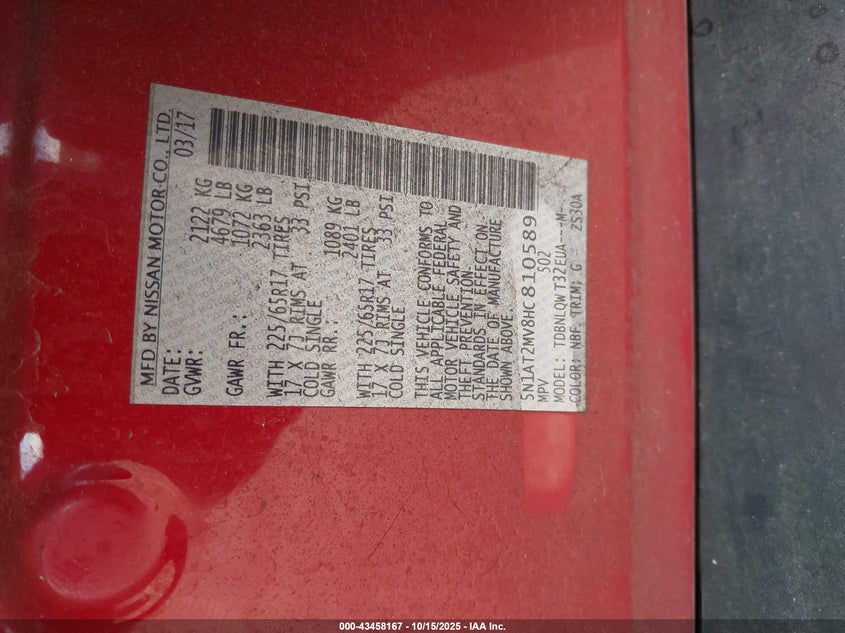 MFD BY NISSAN MOTOR CO., LTD.
DATE: 03/17
GVWR: 2122 KG
4679 LB
GAWR FR.: 1072 KG
2363 LB
WITH 225/65R17 TIRES
17 X 7J RIMS AT 33 PSI
COLD SINGLE
GAWR RR.: 1089 KG
2401 LB
WITH 225/65R17 TIRES
17 X 7J RIMS AT 33 PSI
COLD SINGLE
THIS VEHICLE CONFORMS TO
ALL APPLICABLE FEDERAL
MOTOR VEHICLE SAFETY AND
THEFT PREVENTION
STANDARDS IN EFFECT ON
THE DATE OF MANUFACTURE
SHOWN ABOVE.
5N1AT2MV8HC810589
MPV 502
MODEL: TDBNLQWT32EUA---M-
COLOR: NBF TRIM: G ZS30A
000-43458167 - 10/15/2025 - IAA Inc.